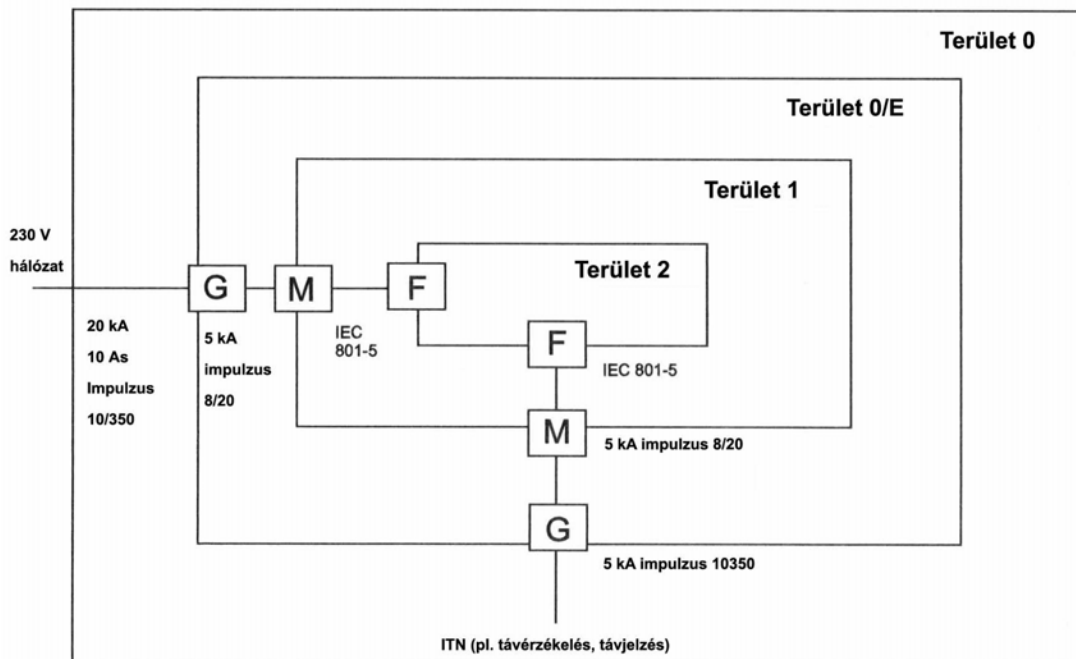 Terület 0
Terület 0/E
Terület 1
Terület 2
230 V
hálózat
G
M
F
20 kA
10 As
Impulzus
10/350
5 kA
impulzus
8/20
IEC
801-5
F
IEC 801-5
M
5 kA impulzus 8/20
G
5 kA impulzus 10350
ITN (pl. távérzékelés, távjelzés)